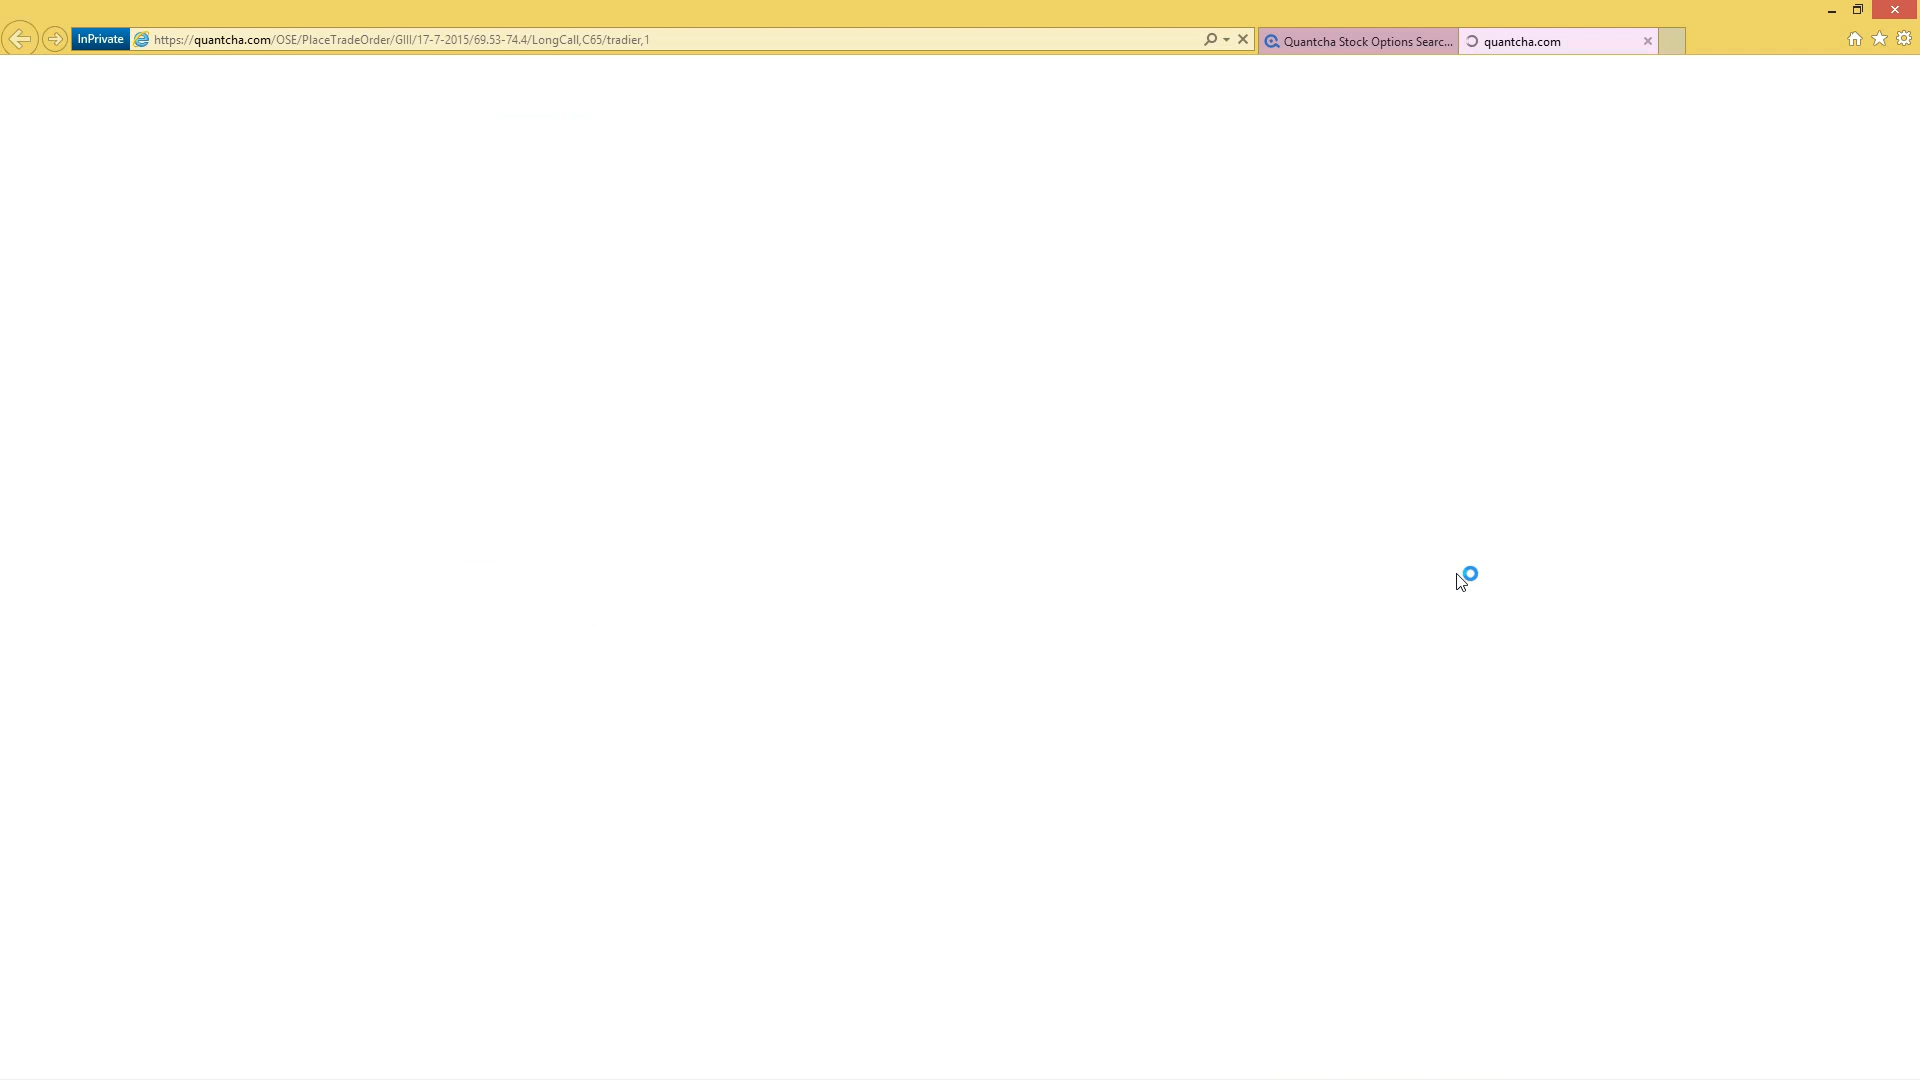 InPrivate
https://quantcha.com/OSE/PlaceTradeOrder/GIII/17-7-2015/69.53-74.4/LongCall,C65/tradier,1
Quantcha Stock Options Searc...
quantcha.com